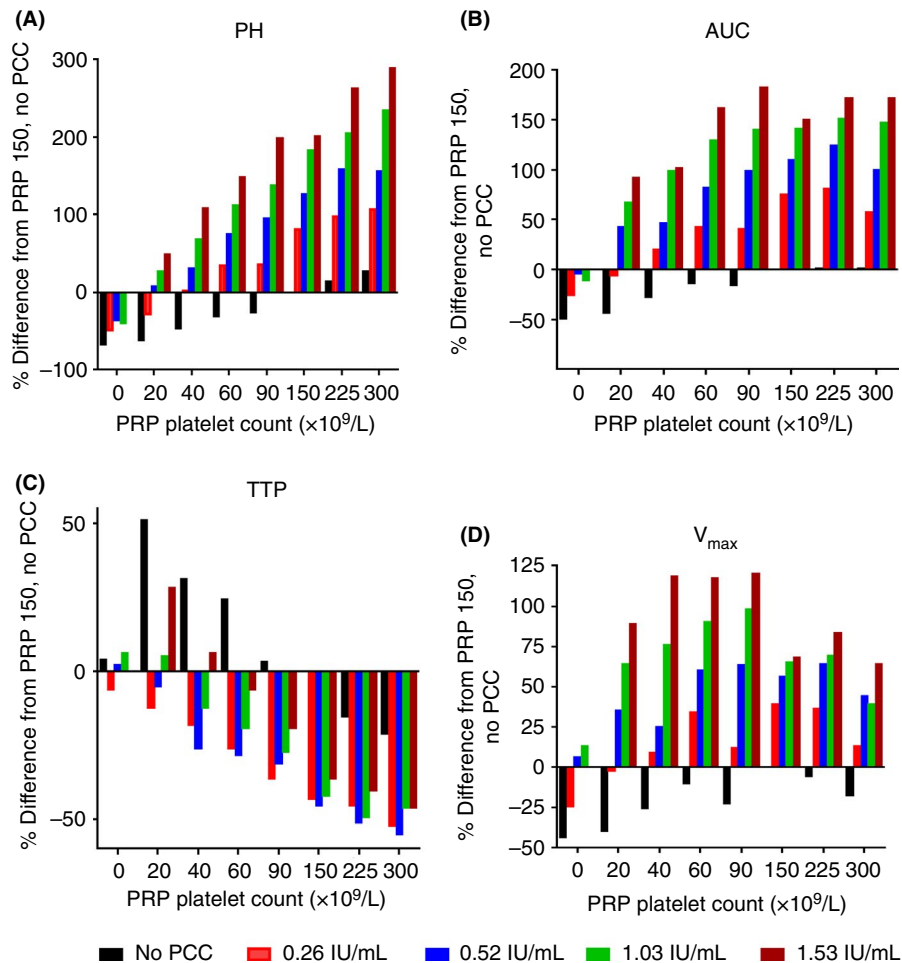 (A)
PH
% Difference from PRP 150, no PCC
300
200
100
0
−100
0 20 40 60 90 150 225 300
PRP platelet count (×10⁹/L)
(B)
AUC
% Difference from PRP 150,
no PCC
200
150
100
50
0
−50
0 20 40 60 90 150 225 300
PRP platelet count (×10⁹/L)
(C)
TTP
% Difference from PRP 150, no PCC
50
0
−50
0 20 40 60 90 150 225 300
PRP platelet count (×10⁹/L)
(D)
Vmax
% Difference from PRP 150,
no PCC
125
100
75
50
25
0
−25
−50
0 20 40 60 90 150 225 300
PRP platelet count (×10⁹/L)
No PCC 0.26 IU/mL 0.52 IU/mL 1.03 IU/mL 1.53 IU/mL